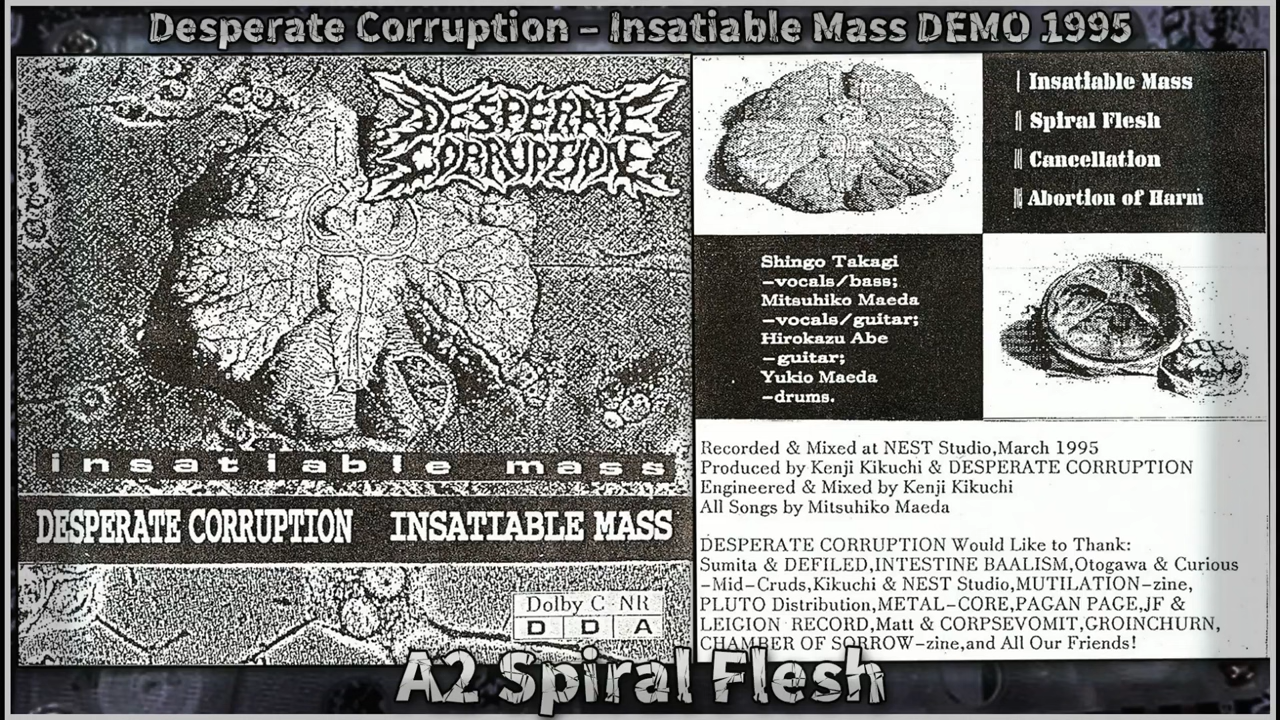 Desperate Corruption – Insatiable Mass DEMO 1995
DESPERATE
CORRUPTION
insatiable mass
DESPERATE CORRUPTION INSATIABLE MASS
Dolby C NR
D D A
I Insatiable Mass
II Spiral Flesh
III Cancellation
IIII Abortion of Harm
Shingo Takagi
-vocals/bass;
Mitsuhiko Maeda
-vocals/guitar;
Hirokazu Abe
-guitar;
Yukio Maeda
-drums.
Recorded & Mixed at NEST Studio,March 1995
Produced by Kenji Kikuchi & DESPERATE CORRUPTION
Engineered & Mixed by Kenji Kikuchi
All Songs by Mitsuhiko Maeda
DESPERATE CORRUPTION Would Like to Thank:
Sumita & DEFILED,INTESTINE BAALISM,Otogawa & Curious
-Mid-Cruds,Kikuchi & NEST Studio,MUTILATION-zine,
PLUTO Distribution,METAL-CORE,PAGAN PAGE,JF &
LEIGION RECORD,Matt & CORPSEVOMIT,GROINCHURN,
CHAMBER OF SORROW-zine,and All Our Friends!
A2 Spiral Flesh